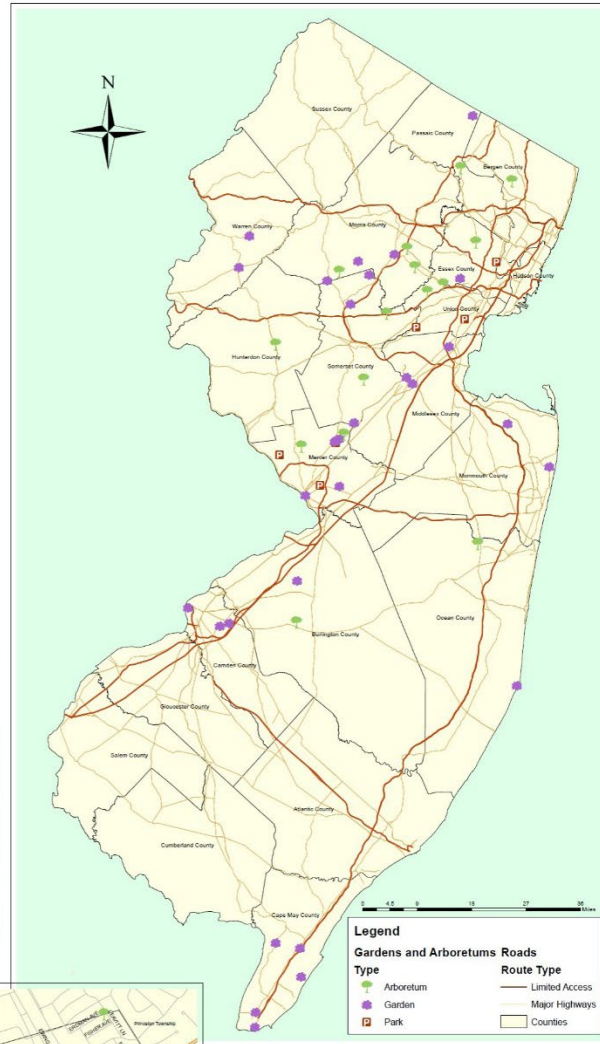 N
Sussex County
Passaic County
Bergen County
Warren County
Morris County
Essex County
Hudson County
Union County
Hunterdon County
Somerset County
Middlesex County
Mercer County
Monmouth County
Ocean County
Burlington County
Camden County
Gloucester County
Salem County
Atlantic County
Cumberland County
Cape May County
0 4.5 9 18 27 36
Miles
Legend
Gardens and Arboretums Roads
Type Route Type
Arboretum Limited Access
Garden Major Highways
P Park Counties
Princeton Township
FISHER AVE